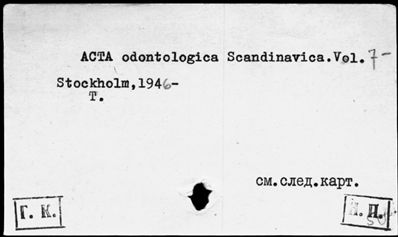 ACTA odontologica Scandinavica.Vol.7-
Stockholm,1946-
Т.
см.след.карт.
Г. К.